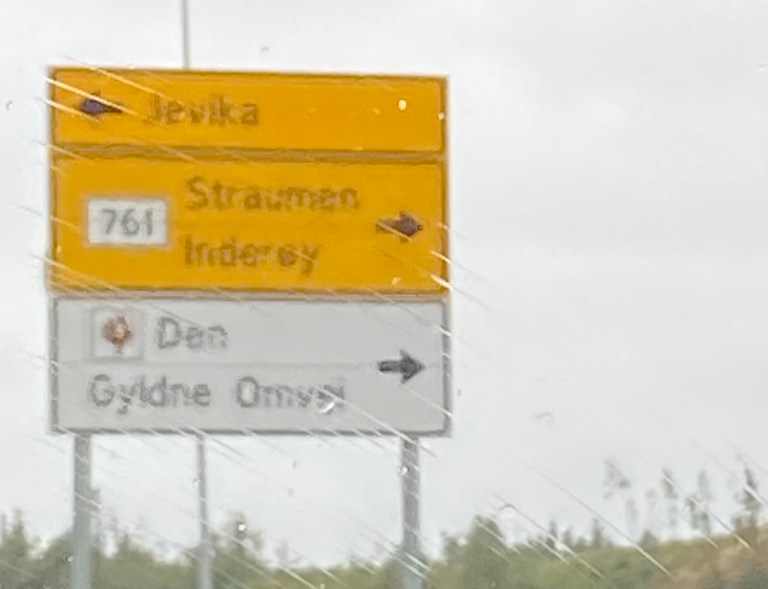 Jevika
Straumen
761
Inderøy
Den
Gyldne Omvei